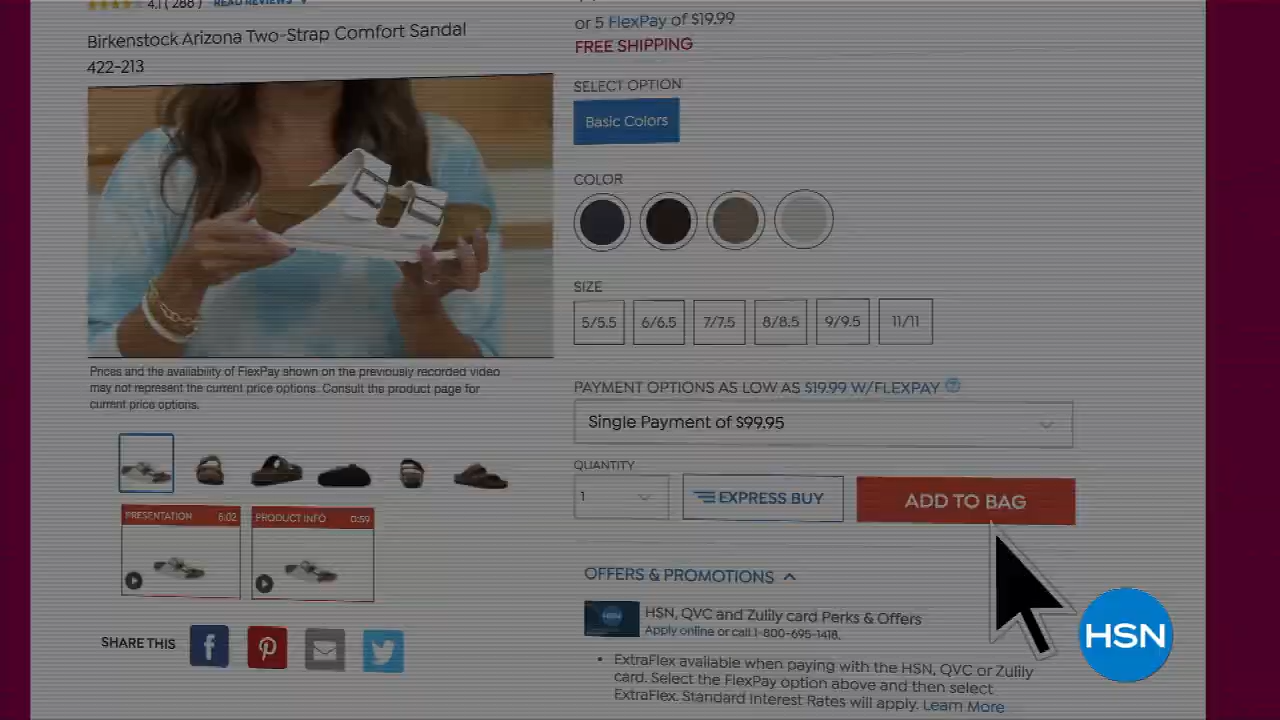 4.1 ( 288 ) READ REVIEWS
Birkenstock Arizona Two-Strap Comfort Sandal
422-213
Prices and the availability of FlexPay shown on the previously recorded video
may not represent the current price options. Consult the product page for
current price options.
PRESENTATION 6:02
PRODUCT INFO 0:59
SHARE THIS
or 5 FlexPay of $19.99
FREE SHIPPING
SELECT OPTION
Basic Colors
COLOR
SIZE
5/5.5 6/6.5 7/7.5 8/8.5 9/9.5 11/11
PAYMENT OPTIONS AS LOW AS $19.99 W/FLEXPAY ?
Single Payment of $99.95
QUANTITY
1
EXPRESS BUY
ADD TO BAG
OFFERS & PROMOTIONS
HSN
HSN, QVC and Zulily card Perks & Offers
Apply online or call 1-800-695-1418.
• ExtraFlex available when paying with the HSN, QVC or Zulily
card. Select the FlexPay option above and then select
ExtraFlex. Standard Interest Rates will apply. Learn More
HSN